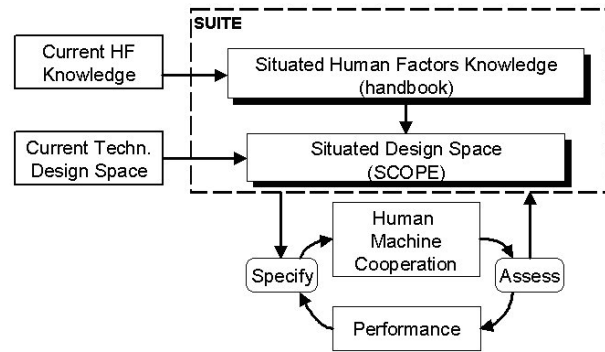 SUITE
Current HF
Knowledge
Situated Human Factors Knowledge
(handbook)
Current Techn.
Design Space
Situated Design Space
(SCOPE)
Human
Machine
Cooperation
Specify
Assess
Performance